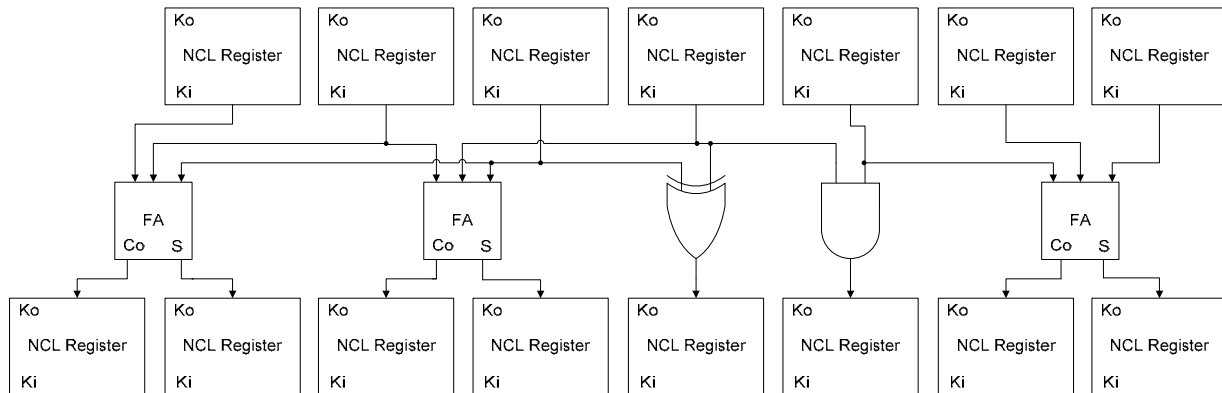 Ko Ko Ko Ko Ko Ko Ko
NCL Register NCL Register NCL Register NCL Register NCL Register NCL Register NCL Register
Ki Ki Ki Ki Ki Ki Ki
FA FA FA
Co S Co S Co S
Ko Ko Ko Ko Ko Ko Ko Ko
NCL Register NCL Register NCL Register NCL Register NCL Register NCL Register NCL Register NCL Register
Ki Ki Ki Ki Ki Ki Ki Ki